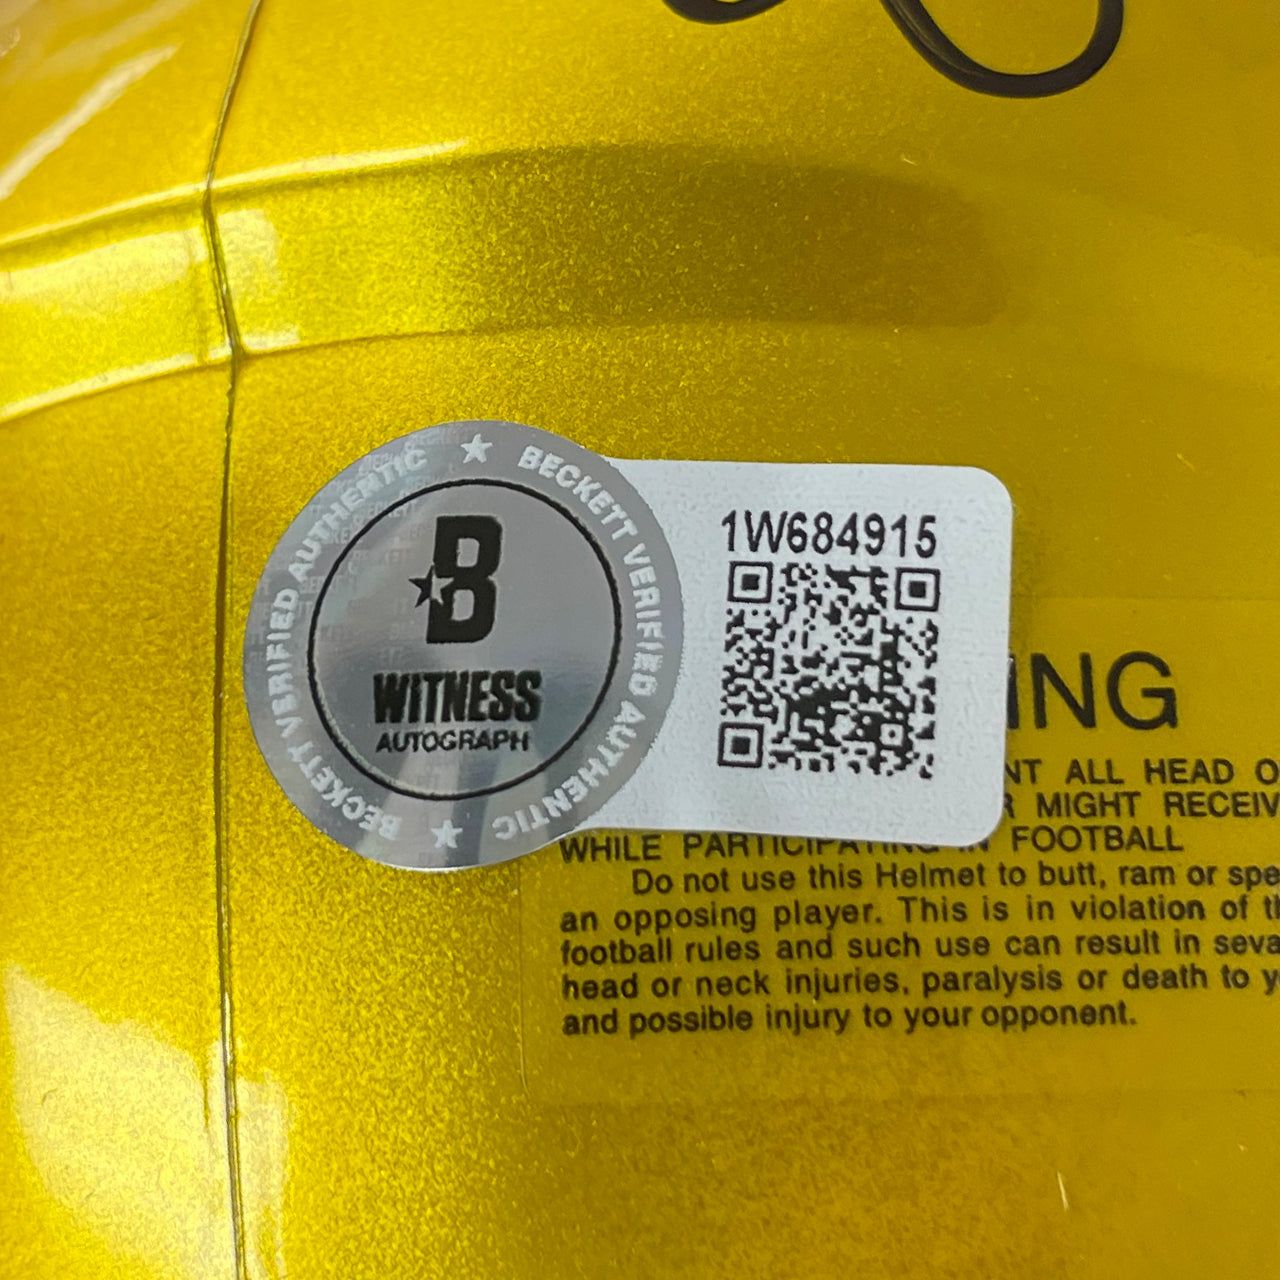 BECKETT VERIFIED AUTHENTIC
BECKETT VERIFIED AUTHENTIC
B
WITNESS
AUTOGRAPH
1W684915
ING
NT ALL HEAD O
R MIGHT RECEIV
WHILE PARTICIPATING IN FOOTBALL
Do not use this Helmet to butt, ram or spe
an opposing player. This is in violation of th
football rules and such use can result in seve
head or neck injuries, paralysis or death to y
and possible injury to your opponent.